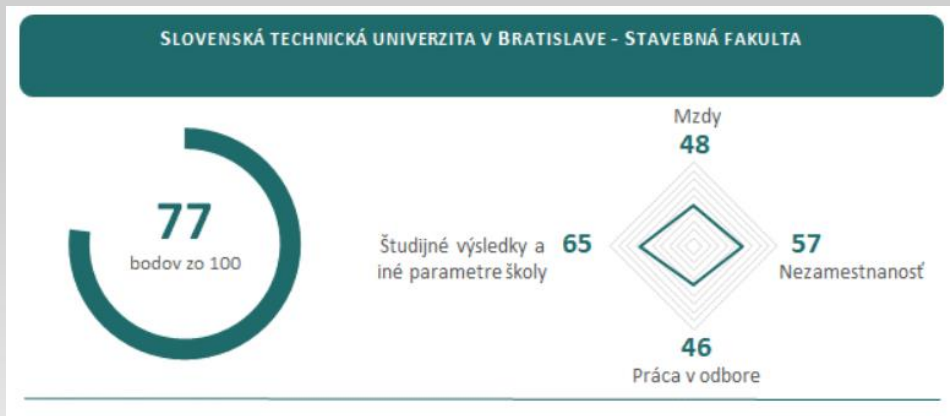 SLOVENSKÁ TECHNICKÁ UNIVERZITA V BRATISLAVE - STAVEBNÁ FAKULTA
77
bodov zo 100
Mzdy
48
Študijné výsledky a
iné parametre školy
65
57
Nezamestnanosť
46
Práca v odbore